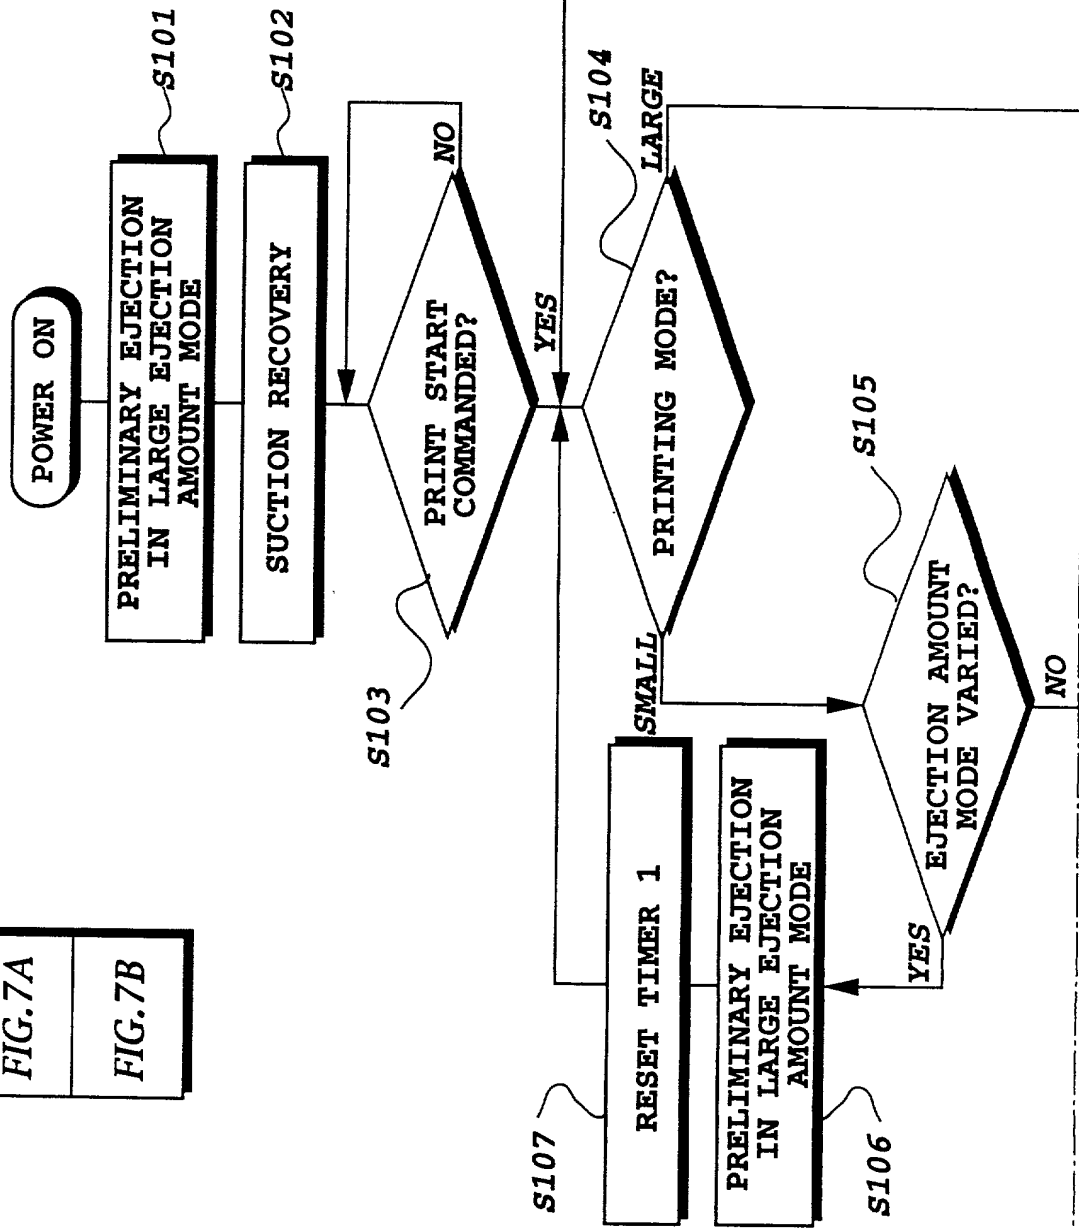 FIG.7A
FIG.7B
POWER ON
S101
PRELIMINARY EJECTION
IN LARGE EJECTION
AMOUNT MODE
S102
SUCTION RECOVERY
S103
PRINT START
COMMANDED?
NO
YES
S104
PRINTING MODE?
LARGE
SMALL
S105
EJECTION AMOUNT
MODE VARIED?
NO
YES
S107
RESET TIMER 1
S106
PRELIMINARY EJECTION
IN LARGE EJECTION
AMOUNT MODE